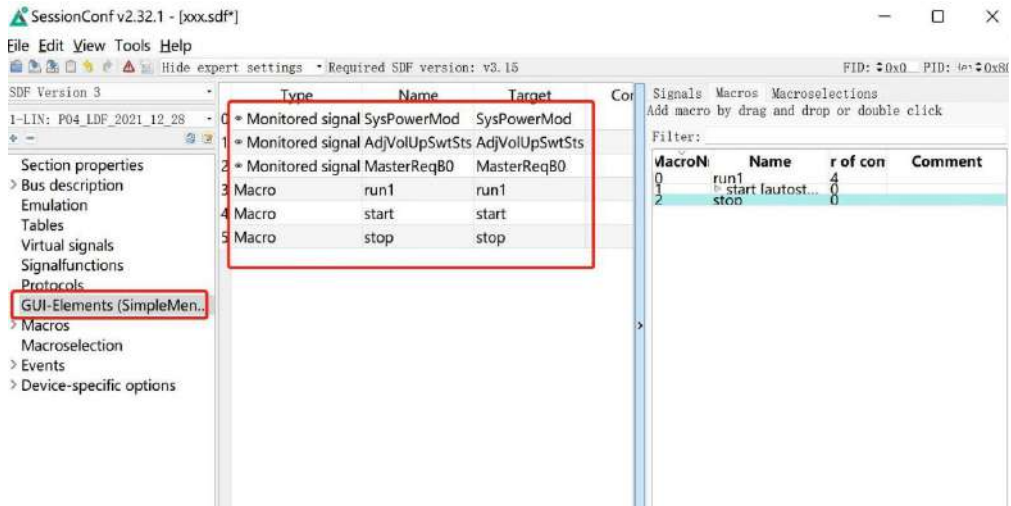 SessionConf v2.32.1 - [xxx.sdf*]
File Edit View Tools Help
Hide expert settings Required SDF version: v3.15 FID: 0x0 PID:
SDF Version 3
1-LIN: P04_LDF_2021_12_28
Section properties
Bus description
Emulation
Tables
Virtual signals
Signalfunctions
Protocols
GUI-Elements (SimpleMen..
Macros
Macroselection
Events
Device-specific options
Type Name Target Cor
0 Monitored signal SysPowerMod SysPowerMod
1 Monitored signal AdjVolUpSwtSts AdjVolUpSwtSts
2 Monitored signal MasterReqB0 MasterReqB0
3 Macro run1 run1
4 Macro start start
5 Macro stop stop
Signals Macros Macroselections
Add macro by drag and drop or double click
Filter:
MacroN Name r of con Comment
0 run1 4
1 start [autost... 0
2 stop 0